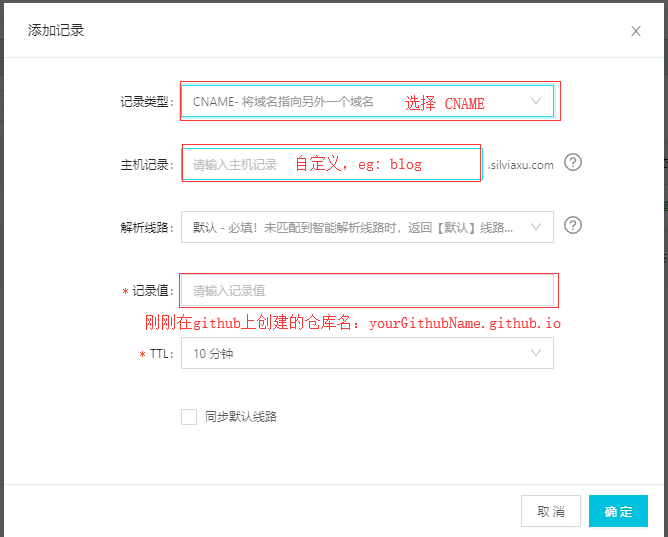 添加记录
记录类型: CNAME- 将域名指向另外一个域名 选择 CNAME
主机记录: 请输入主机记录 自定义，eg: blog .silviaxu.com ?
解析线路: 默认 - 必填！未匹配到智能解析线路时，返回【默认】线路... ?
* 记录值: 请输入记录值
刚刚在github上创建的仓库名：yourGithubName.github.io
* TTL: 10 分钟
同步默认线路
取消 确定